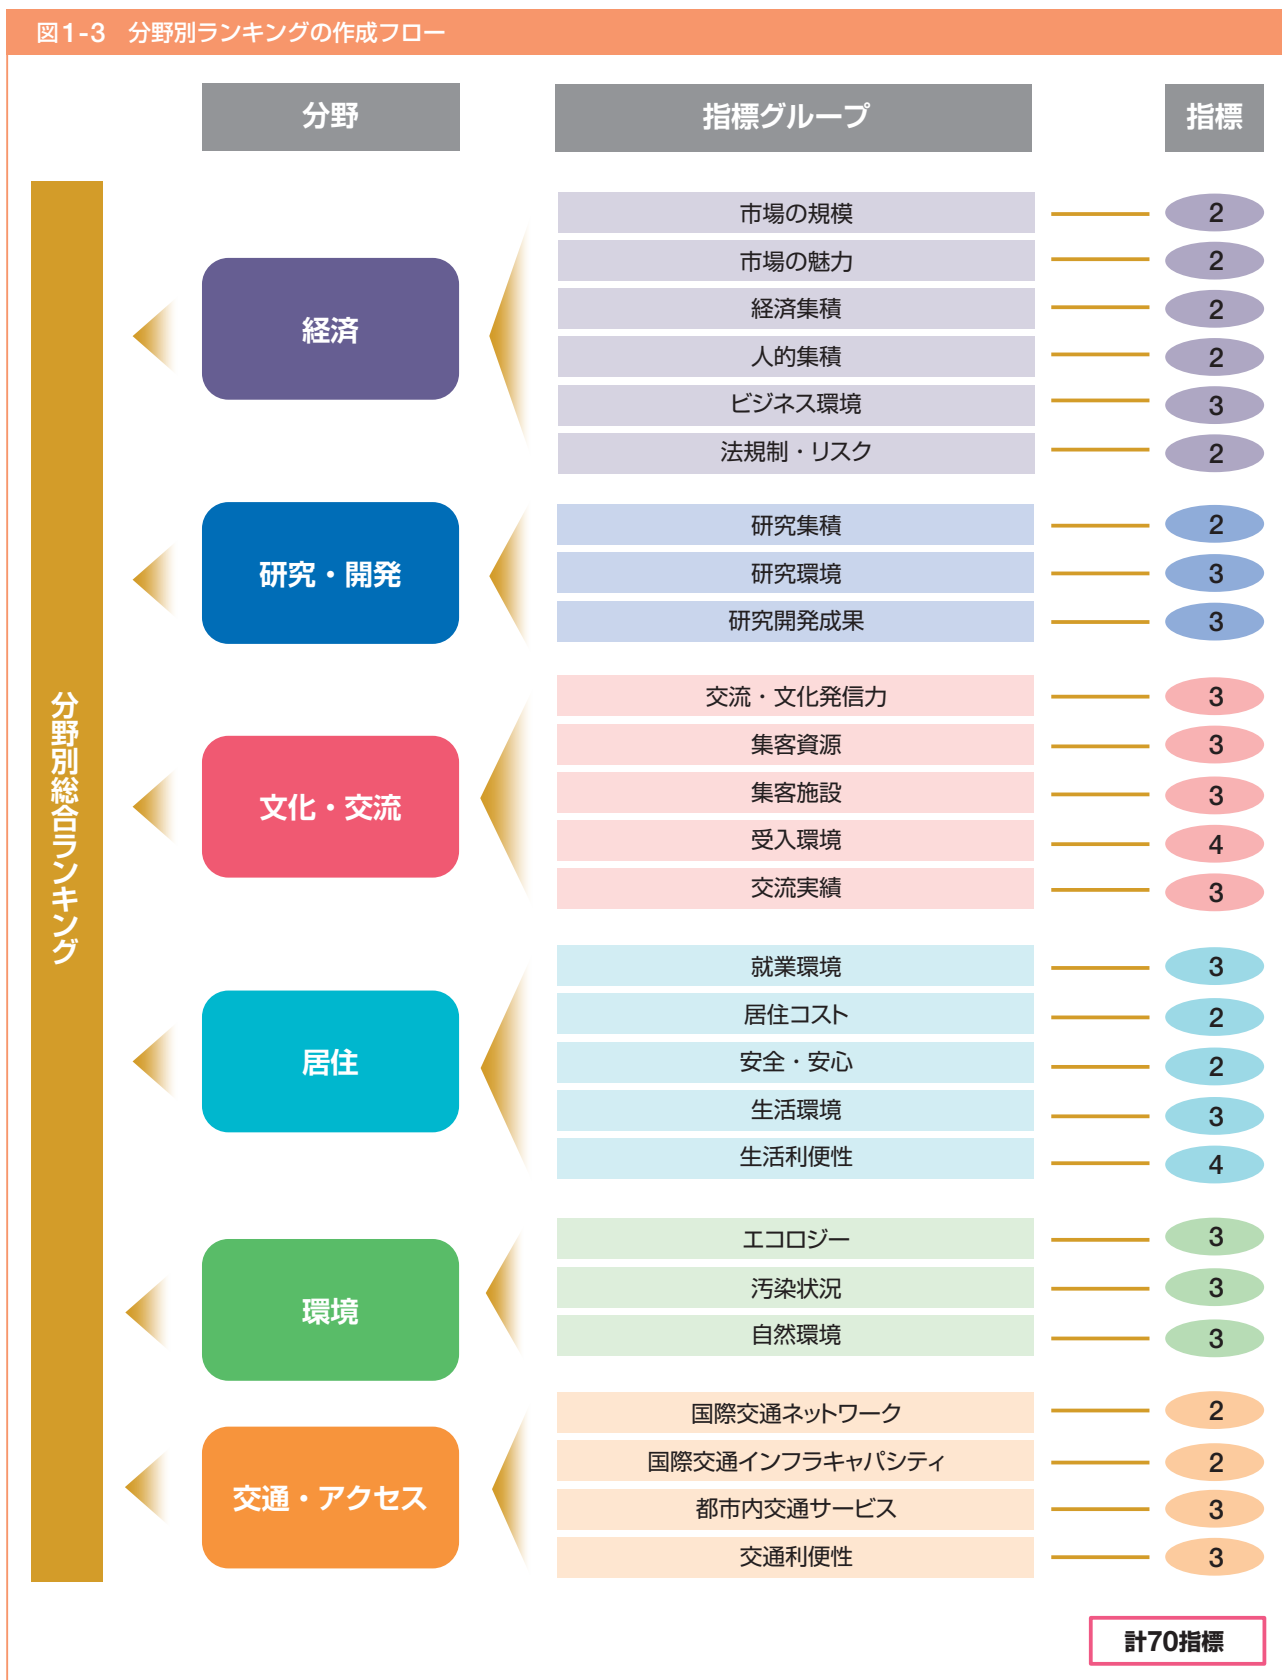 図1-3 分野別ランキングの作成フロー
分野 指標グループ 指標
分野別総合ランキング
経済
市場の規模 2
市場の魅力 2
経済集積 2
人的集積 2
ビジネス環境 3
法規制・リスク 2
研究・開発
研究集積 2
研究環境 3
研究開発成果 3
文化・交流
交流・文化発信力 3
集客資源 3
集客施設 3
受入環境 4
交流実績 3
居住
就業環境 3
居住コスト 2
安全・安心 2
生活環境 3
生活利便性 4
環境
エコロジー 3
汚染状況 3
自然環境 3
交通・アクセス
国際交通ネットワーク 2
国際交通インフラキャパシティ 2
都市内交通サービス 3
交通利便性 3
計70指標